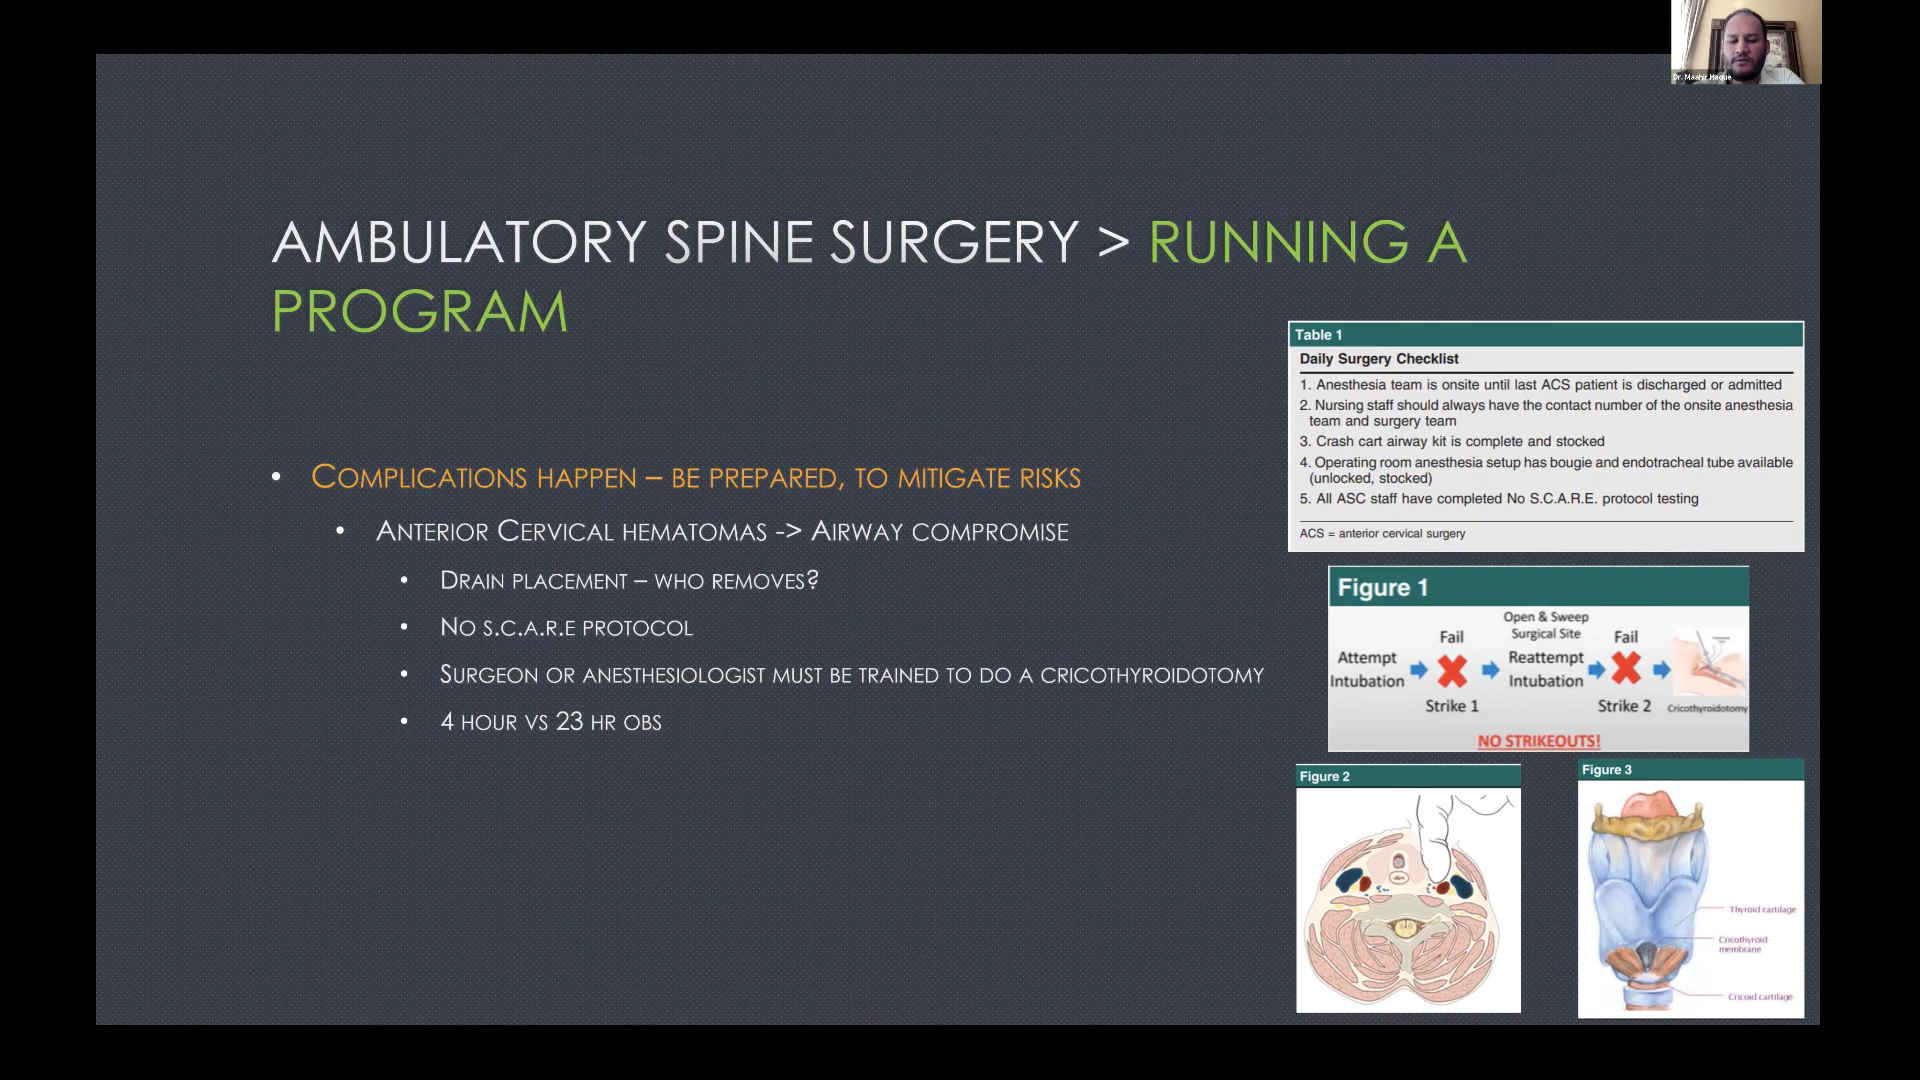 Dr. Maahir Haque
AMBULATORY SPINE SURGERY > RUNNING A
PROGRAM
• COMPLICATIONS HAPPEN – BE PREPARED, TO MITIGATE RISKS
• ANTERIOR CERVICAL HEMATOMAS -> AIRWAY COMPROMISE
• DRAIN PLACEMENT – WHO REMOVES?
• NO S.C.A.R.E PROTOCOL
• SURGEON OR ANESTHESIOLOGIST MUST BE TRAINED TO DO A CRICOTHYROIDOTOMY
• 4 HOUR VS 23 HR OBS
Table 1
Daily Surgery Checklist
1. Anesthesia team is onsite until last ACS patient is discharged or admitted
2. Nursing staff should always have the contact number of the onsite anesthesia
team and surgery team
3. Crash cart airway kit is complete and stocked
4. Operating room anesthesia setup has bougie and endotracheal tube available
(unlocked, stocked)
5. All ASC staff have completed No S.C.A.R.E. protocol testing
ACS = anterior cervical surgery
Figure 1
Attempt
Intubation
Fail
Strike 1
Open & Sweep
Surgical Site
Reattempt
Intubation
Fail
Strike 2
Cricothyroidotomy
NO STRIKEOUTS!
Figure 2
Figure 3
Thyroid cartilage
Cricothyroid
membrane
Cricoid cartilage